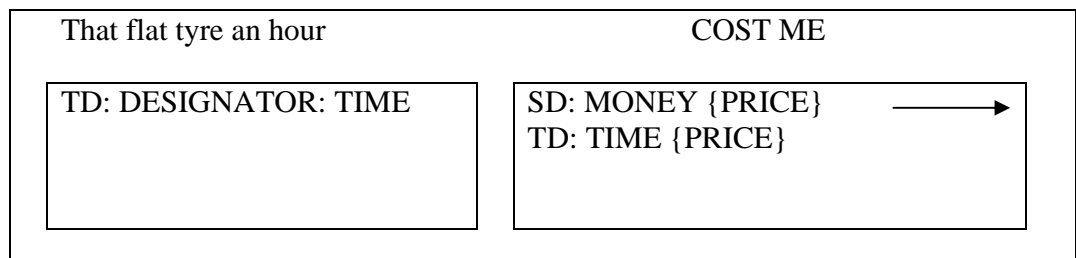 That flat tyre an hour COST ME
TD: DESIGNATOR: TIME
SD: MONEY {PRICE}
TD: TIME {PRICE}